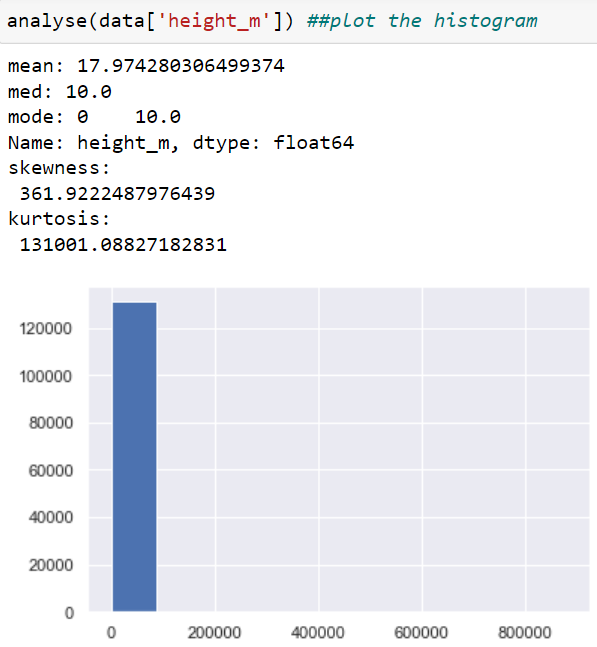 analyse(data['height_m']) ##plot the histogram
mean: 17.974280306499374
med: 10.0
mode: 0    10.0
Name: height_m, dtype: float64
skewness:
 361.9222487976439
kurtosis:
 131001.08827182831
120000
100000
80000
60000
40000
20000
0
0 200000 400000 600000 800000